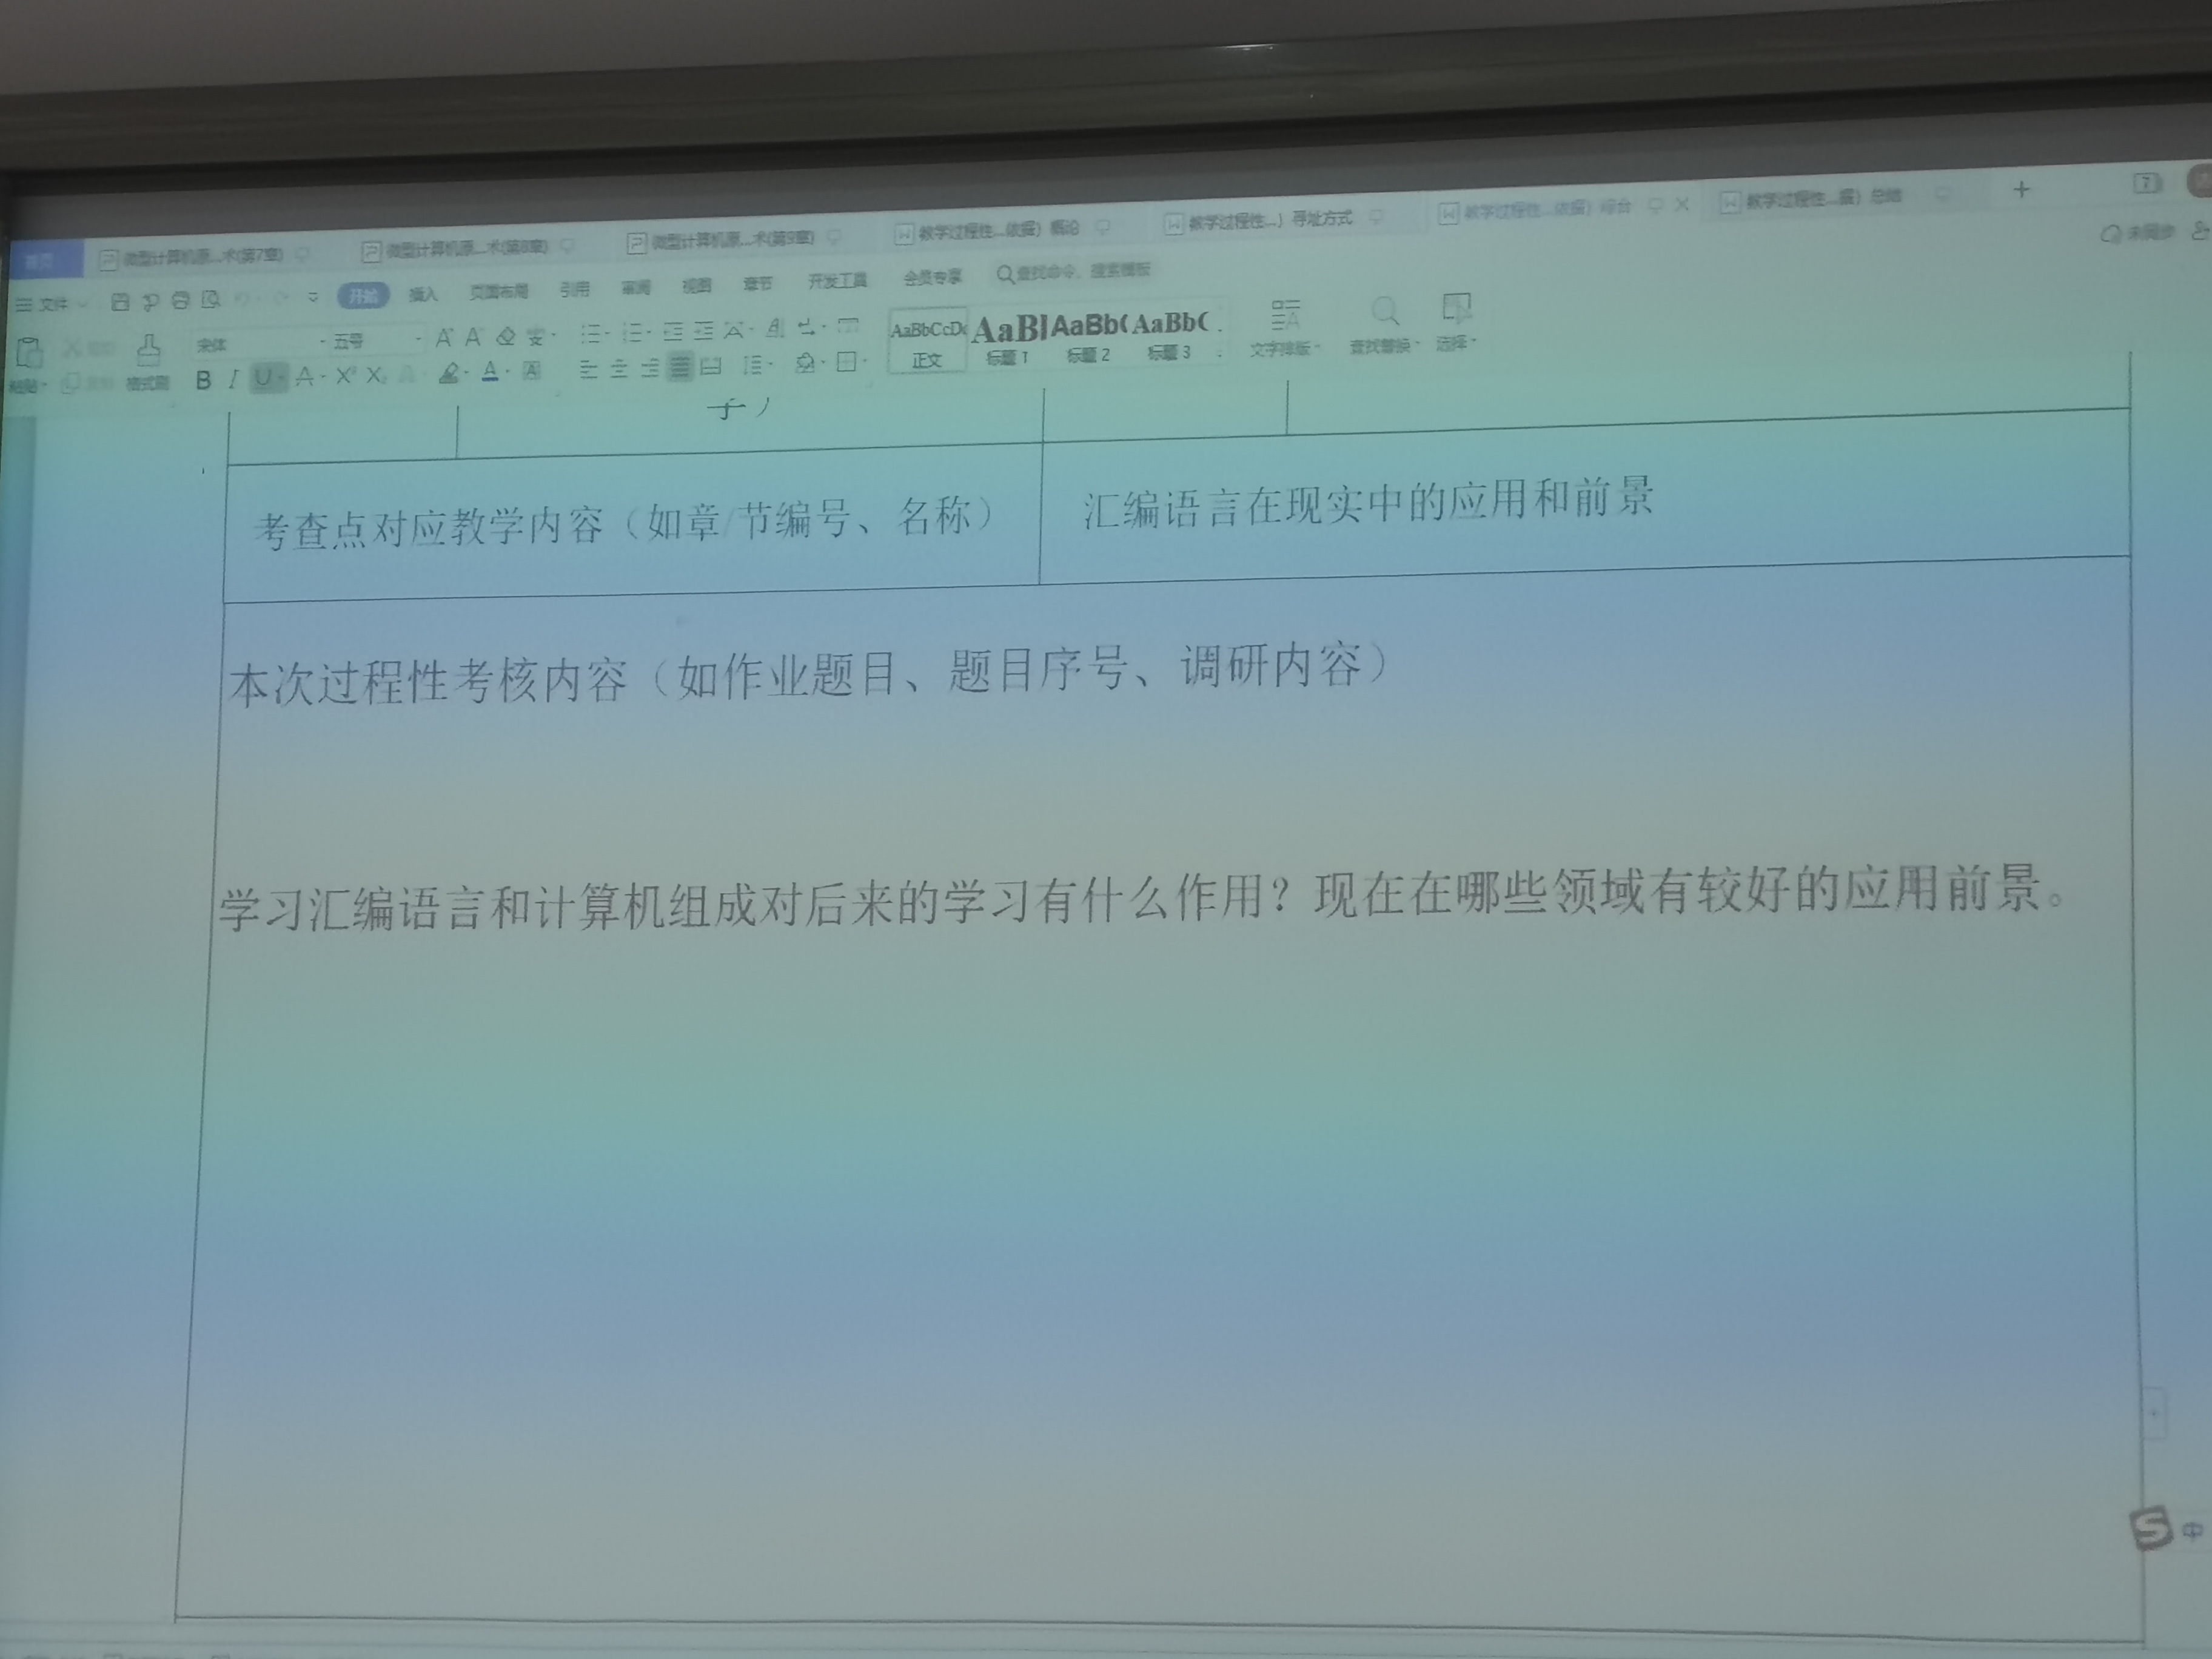 首页 微型计算机原...术(第7章) 微型计算机原...术(第8章) 微型计算机原...术(第9章) 教学过程性...依据）概论 教学过程性...）寻址方式 教学过程性...依据）综合 教学过程性...据）总结 + 7
文件 开始 插入 页面布局 引用 审阅 视图 章节 开发工具 会员专享 查找命令、搜索模板 未同步
粘贴 格式刷 宋体 五号 AaBbCcDd AaBl AaBb( AaBbC
B I U A X² X₂ A A 正文 标题 1 标题 2 标题 3 文字排版 查找替换 选择
考查点对应教学内容（如章/节编号、名称） 汇编语言在现实中的应用和前景
本次过程性考核内容（如作业题目、题目序号、调研内容）
学习汇编语言和计算机组成对后来的学习有什么作用？现在在哪些领域有较好的应用前景。
S 中